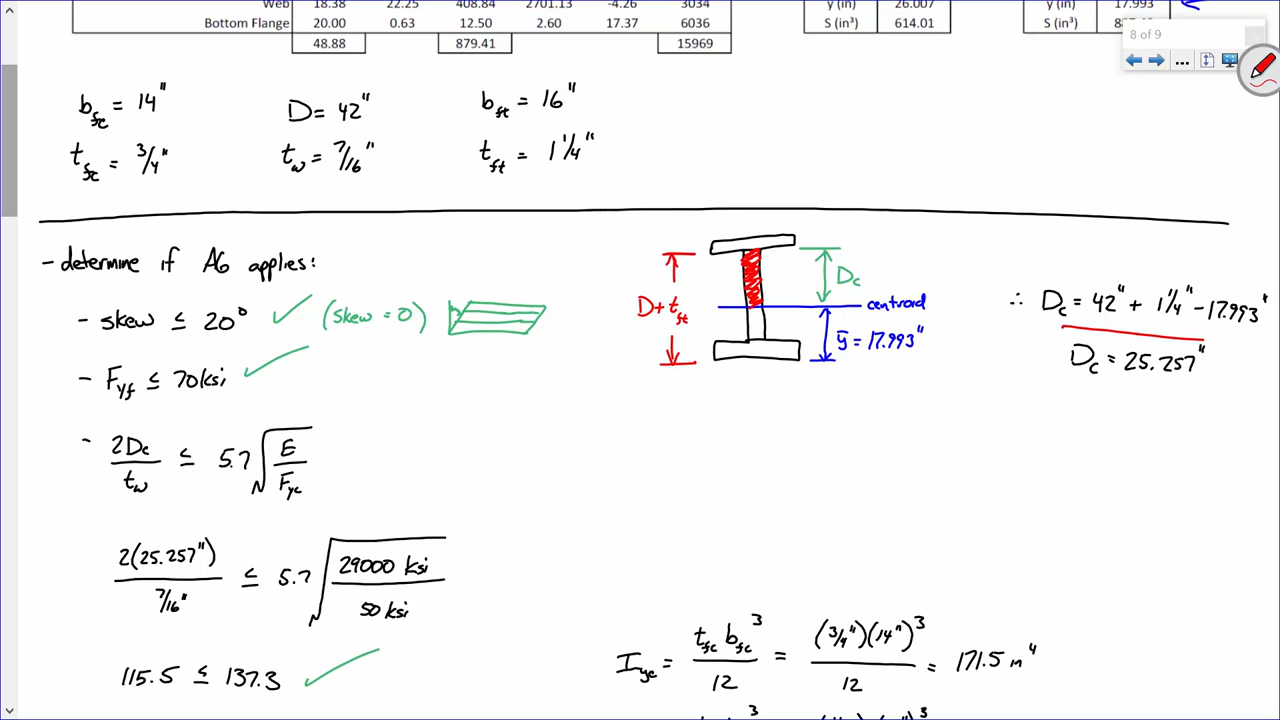 Web 18.38 22.25 408.84 2701.13 -4.26 3034 y (in) 26.007 y (in) 17.993
Bottom Flange 20.00 0.63 12.50 2.60 17.37 6036 S (in³) 614.01 S (in³)
48.88 879.41 15969
8 of 9
b_fc = 14" D = 42" b_ft = 16"
t_fc = 3/4" t_w = 7/16" t_ft = 1 1/4"
- determine if A6 applies:
- skew ≤ 20° ✓ (skew = 0)
D + t_ft
D_c
centroid
ȳ = 17.993"
∴ D_c = 42" + 1 1/4" - 17.993"
D_c = 25.257"
- F_yf ≤ 70 ksi ✓
- 2D_c / t_w ≤ 5.7 √(E / F_yc)
2(25.257") / 7/16" ≤ 5.7 √(29000 ksi / 50 ksi)
115.5 ≤ 137.3 ✓
I_yc = t_fc b_fc³ / 12 = (3/4")(14")³ / 12 = 171.5 in⁴